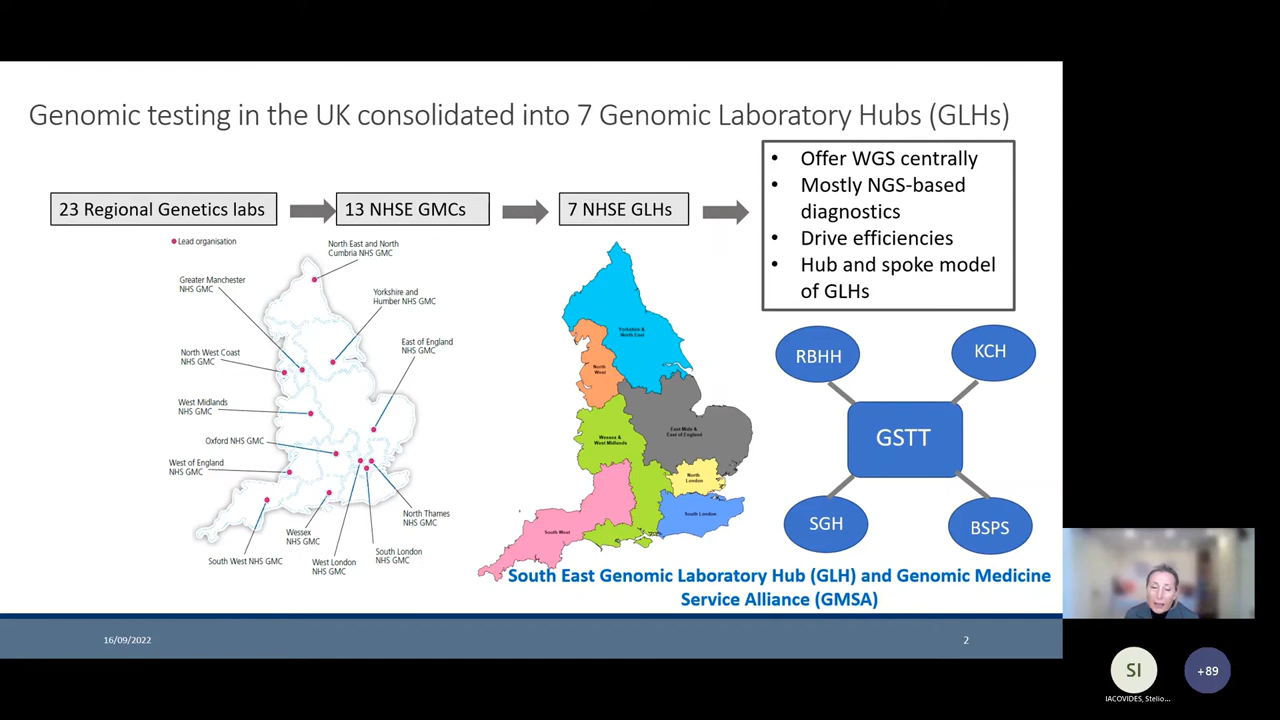 Genomic testing in the UK consolidated into 7 Genomic Laboratory Hubs (GLHs)
23 Regional Genetics labs
13 NHSE GMCs
7 NHSE GLHs
• Offer WGS centrally
• Mostly NGS-based
diagnostics
• Drive efficiencies
• Hub and spoke model
of GLHs
Lead organisation
North East and North
Cumbria NHS GMC
Greater Manchester
NHS GMC
Yorkshire and
Humber NHS GMC
North West Coast
NHS GMC
East of England
NHS GMC
West Midlands
NHS GMC
Oxford NHS GMC
West of England
NHS GMC
South West NHS GMC
Wessex
NHS GMC
West London
NHS GMC
South London
NHS GMC
North Thames
NHS GMC
Yorkshire &
North East
North
West
Wessex &
West Midlands
East Mids &
East of England
North
London
South London
South West
RBHH
KCH
GSTT
SGH
BSPS
South East Genomic Laboratory Hub (GLH) and Genomic Medicine
Service Alliance (GMSA)
16/09/2022
2
SI
+89
IACOVIDES, Stelio...